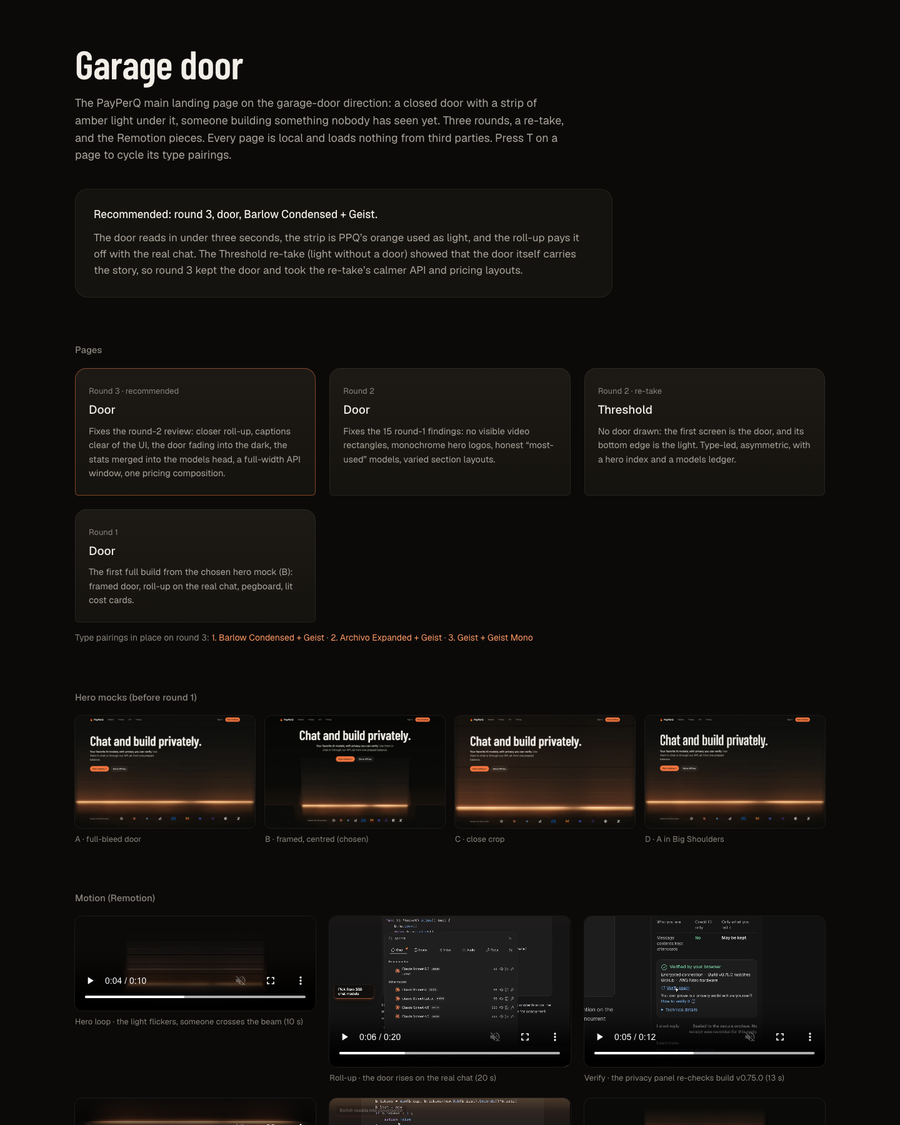 Garage door
The PayPerQ main landing page on the garage-door direction: a closed door with a strip of
amber light under it, someone building something nobody has seen yet. Three rounds, a re-take,
and the Remotion pieces. Every page is local and loads nothing from third parties. Press T on a
page to cycle its type pairings.
Recommended: round 3, door, Barlow Condensed + Geist.
The door reads in under three seconds, the strip is PPQ's orange used as light, and the roll-up pays it
off with the real chat. The Threshold re-take (light without a door) showed that the door itself carries
the story, so round 3 kept the door and took the re-take's calmer API and pricing layouts.
Pages
Round 3 · recommended
Door
Fixes the round-2 review: closer roll-up, captions
clear of the UI, the door fading into the dark, the
stats merged into the models head, a full-width API
window, one pricing composition.
Round 2
Door
Fixes the 15 round-1 findings: no visible video
rectangles, monochrome hero logos, honest “most-
used” models, varied section layouts.
Round 2 · re-take
Threshold
No door drawn: the first screen is the door, and its
bottom edge is the light. Type-led, asymmetric, with
a hero index and a models ledger.
Round 1
Door
The first full build from the chosen hero mock (B):
framed door, roll-up on the real chat, pegboard, lit
cost cards.
Type pairings in place on round 3: 1. Barlow Condensed + Geist · 2. Archivo Expanded + Geist · 3. Geist + Geist Mono
Hero mocks (before round 1)
Chat and build privately.
Chat and build privately.
Chat and build privately.
Chat and build privately.
A · full-bleed door
B · framed, centred (chosen)
C · close crop
D · A in Big Shoulders
Motion (Remotion)
0:04 / 0:10
Hero loop · the light flickers, someone crosses the beam (10 s)
0:06 / 0:20
Roll-up · the door rises on the real chat (20 s)
Message
No
May be kept
Verified by your browser
Technical details
0:05 / 0:12
Verify · the privacy panel re-checks build v0.75.0 (13 s)